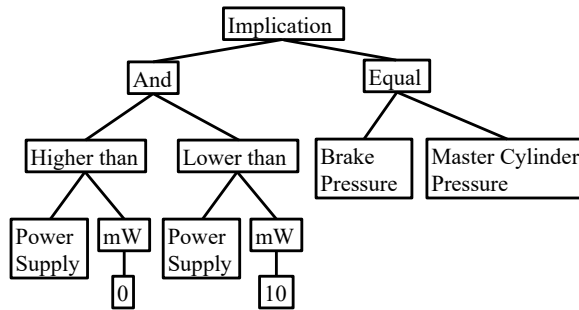 Implication
And
Equal
Higher than
Lower than
Brake
Pressure
Master Cylinder
Pressure
Power
Supply
mW
Power
Supply
mW
0
10